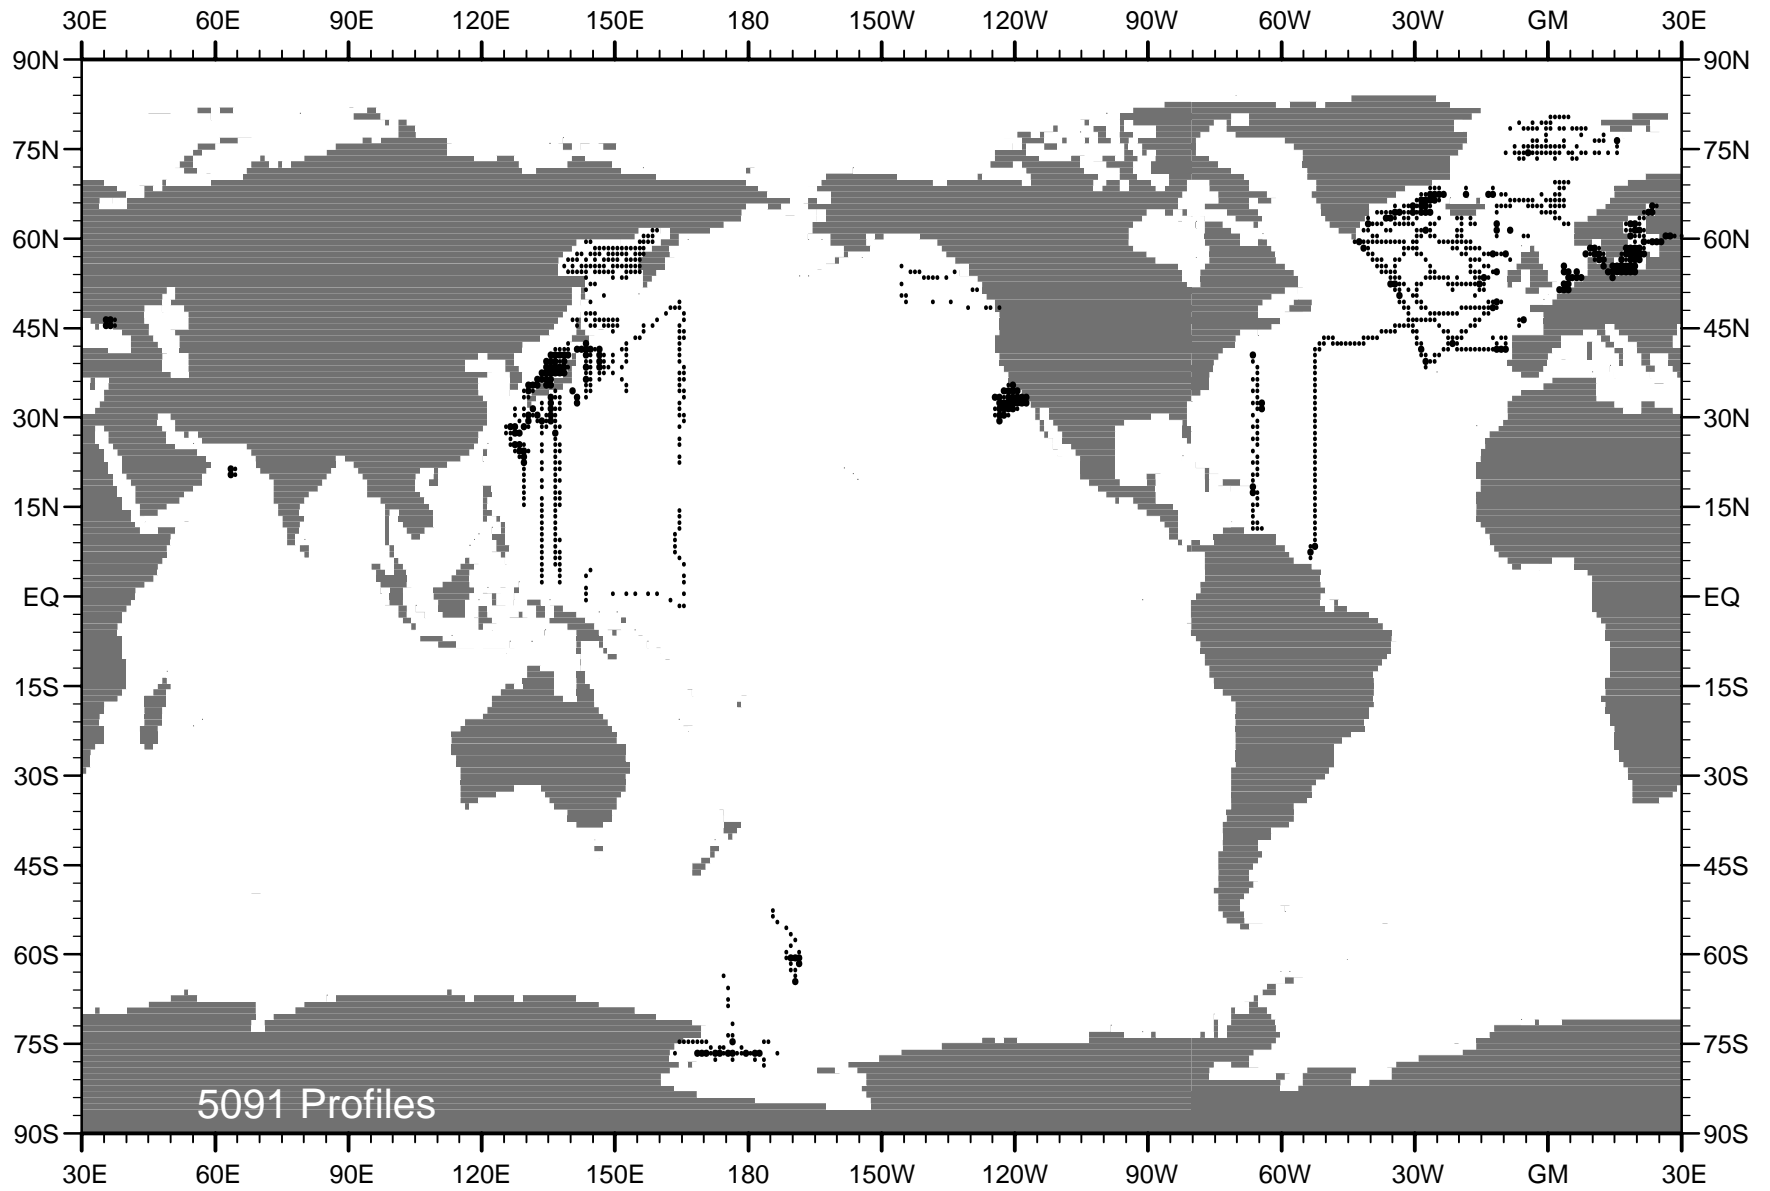 30E 60E 90E 120E 150E 180 150W 120W 90W 60W 30W GM 30E
90N 90N
75N 75N
60N 60N
45N 45N
30N 30N
15N 15N
EQ EQ
15S 15S
30S 30S
45S 45S
60S 60S
75S 75S
5091 Profiles
90S 90S
30E 60E 90E 120E 150E 180 150W 120W 90W 60W 30W GM 30E